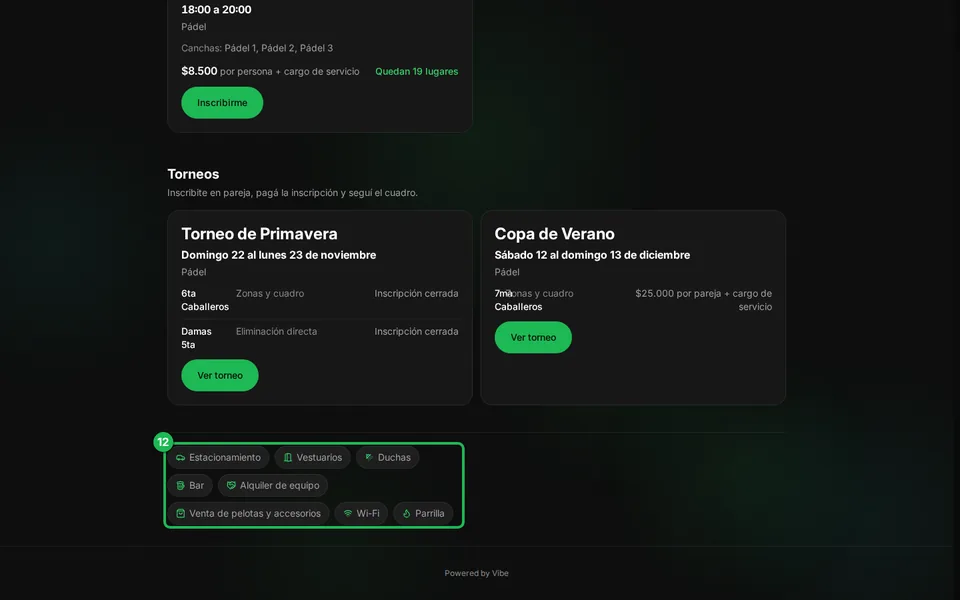 18:00 a 20:00
Pádel
Canchas: Pádel 1, Pádel 2, Pádel 3
$8.500 por persona + cargo de servicio Quedan 19 lugares
Inscribirme
Torneos
Inscribite en pareja, pagá la inscripción y seguí el cuadro.
Torneo de Primavera
Domingo 22 al lunes 23 de noviembre
Pádel
6ta Caballeros Zonas y cuadro Inscripción cerrada
Damas 5ta Eliminación directa Inscripción cerrada
Ver torneo
Copa de Verano
Sábado 12 al domingo 13 de diciembre
Pádel
7ma Caballeros Zonas y cuadro $25.000 por pareja + cargo de servicio
Ver torneo
12
Estacionamiento Vestuarios Duchas
Bar Alquiler de equipo
Venta de pelotas y accesorios Wi-Fi Parrilla
Powered by Vibe